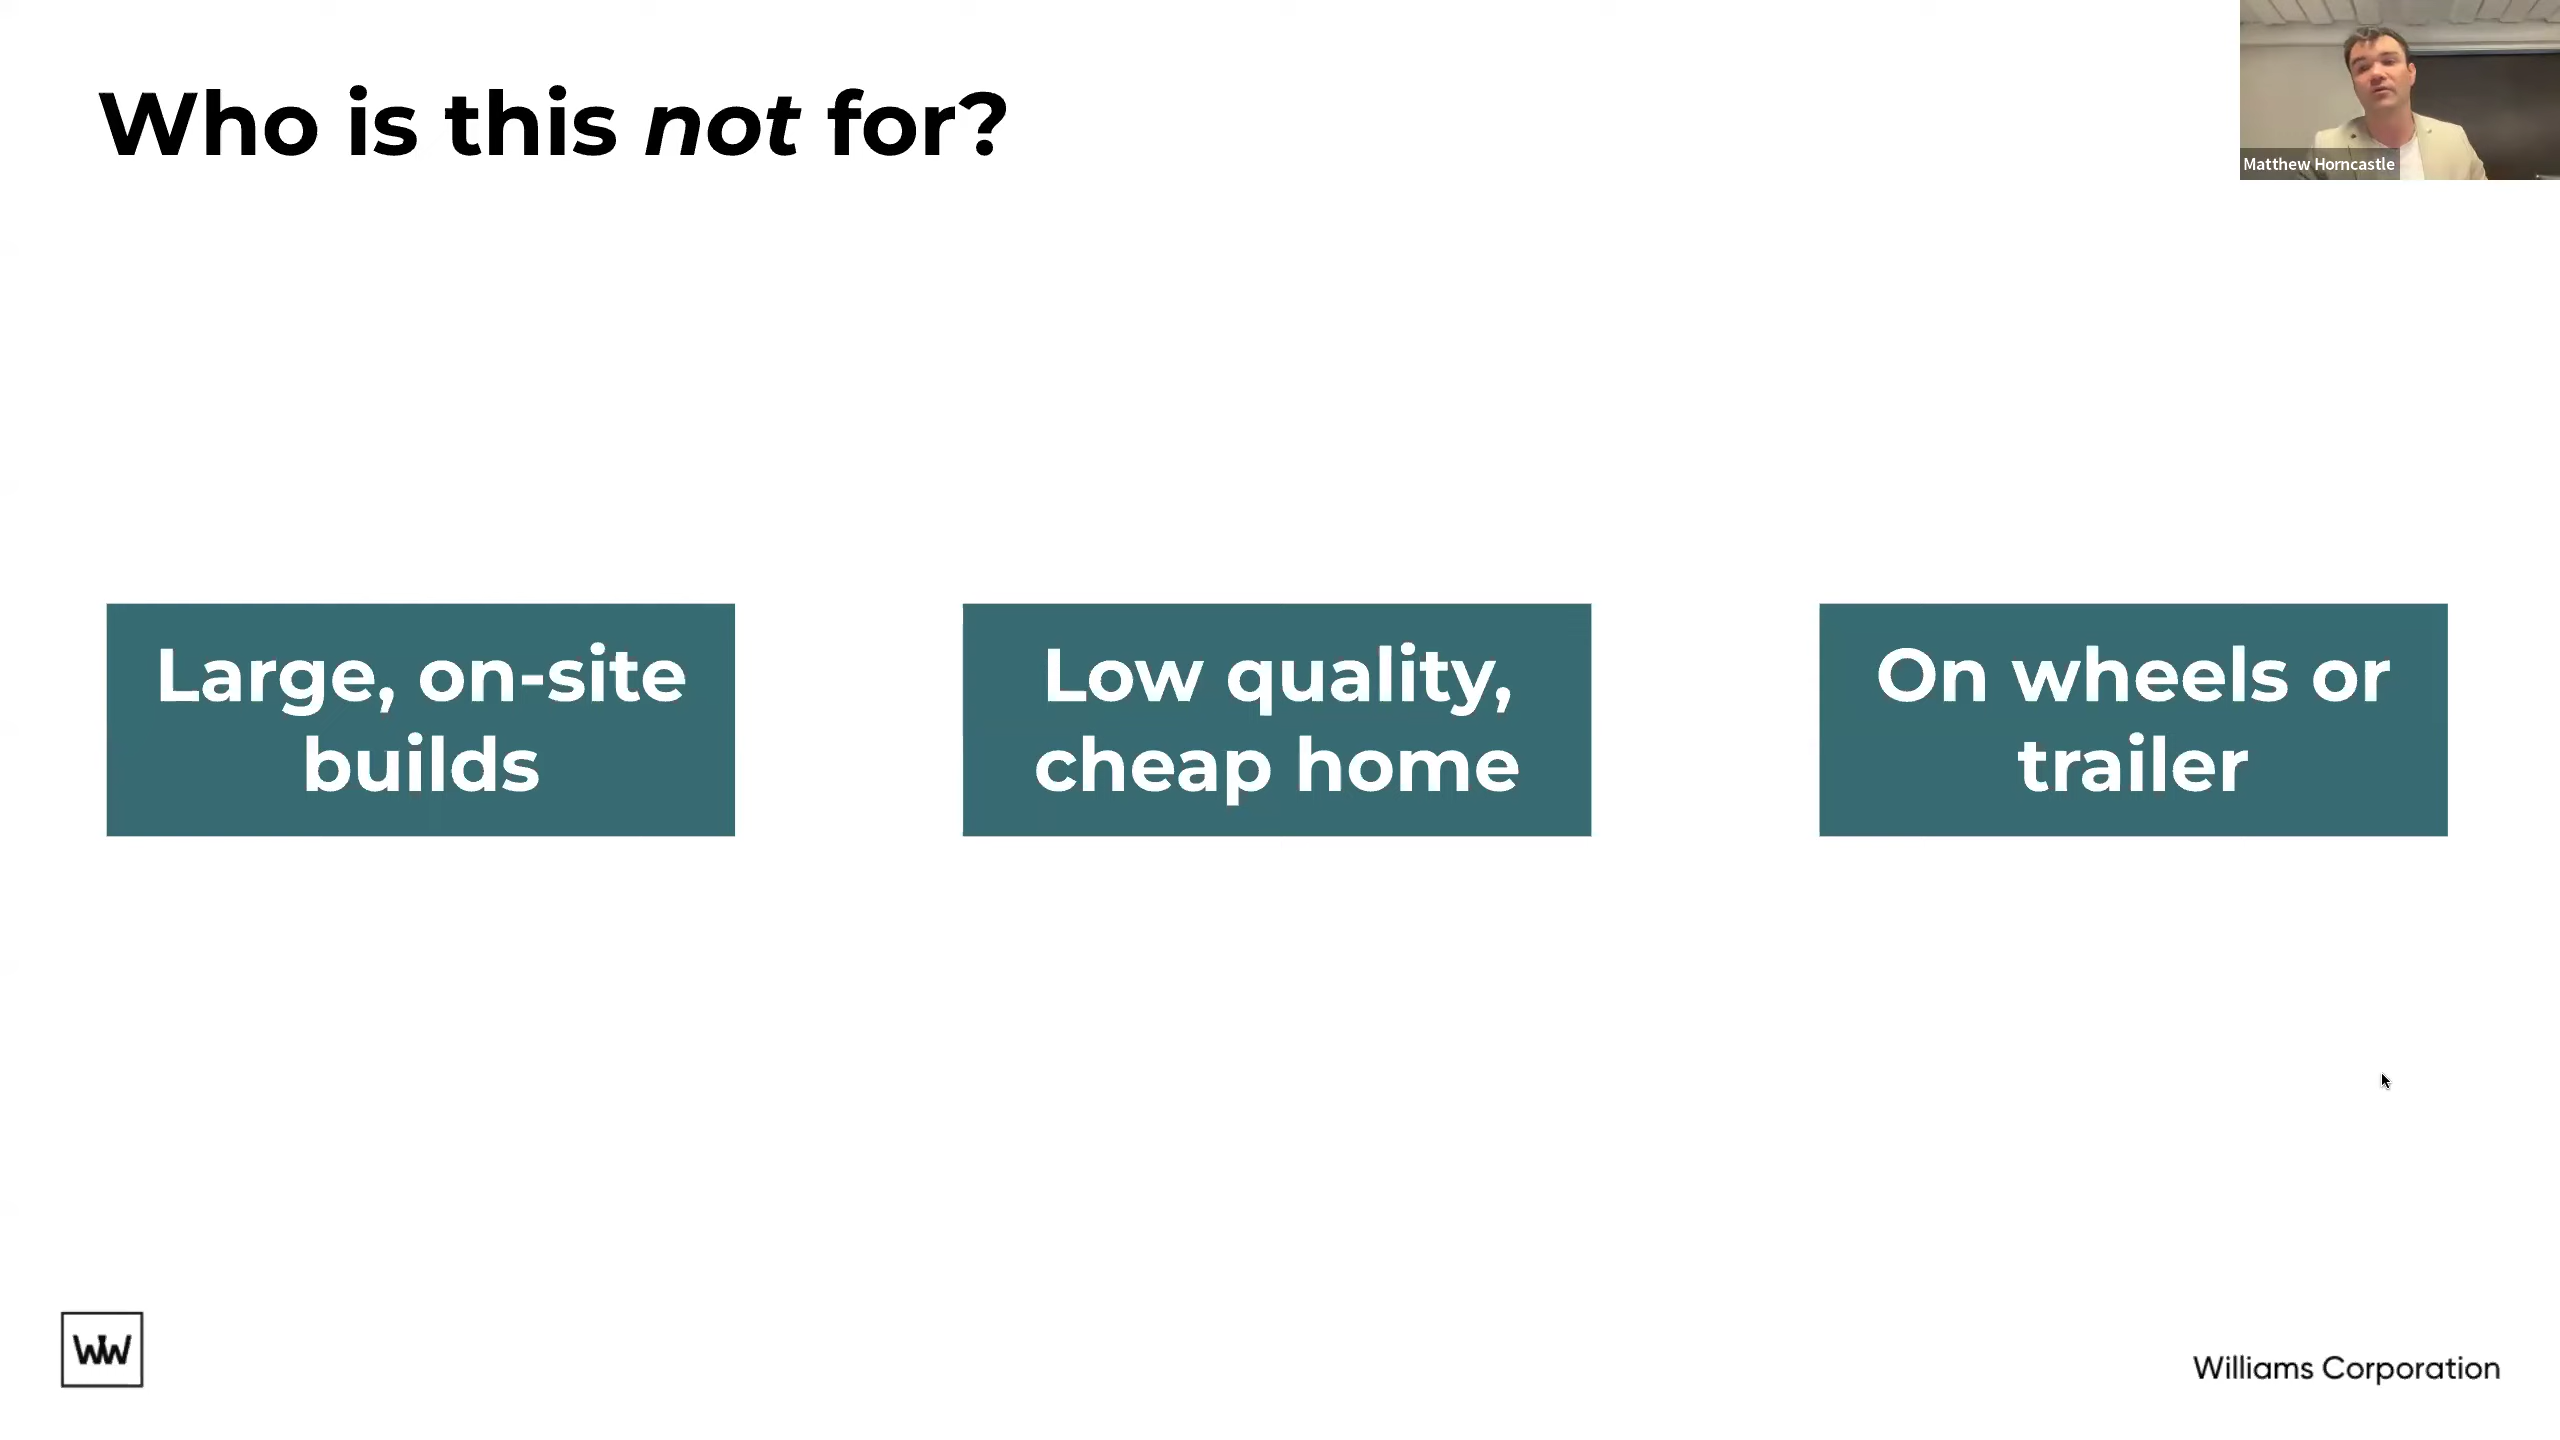 Who is this not for?
Matthew Horncastle
Large, on-site
builds
Low quality,
cheap home
On wheels or
trailer
WW
Williams Corporation